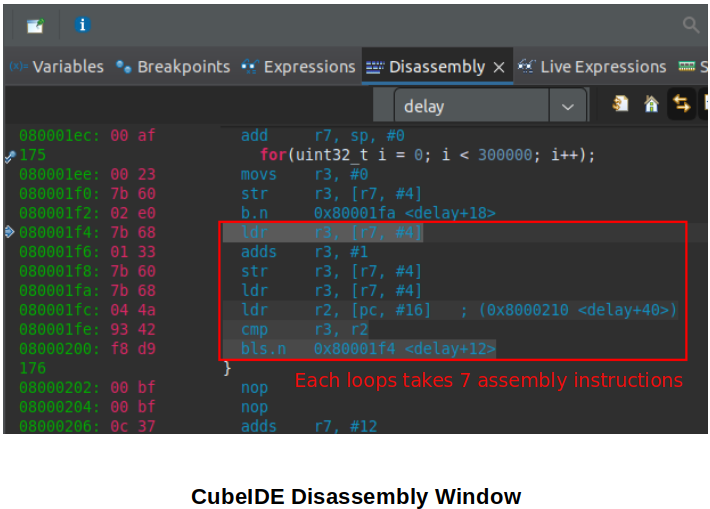 (x)= Variables Breakpoints Expressions Disassembly Live Expressions S
delay
080001ec: 00 af add r7, sp, #0
175 for(uint32_t i = 0; i < 300000; i++);
080001ee: 00 23 movs r3, #0
080001f0: 7b 60 str r3, [r7, #4]
080001f2: 02 e0 b.n 0x80001fa <delay+18>
080001f4: 7b 68 ldr r3, [r7, #4]
080001f6: 01 33 adds r3, #1
080001f8: 7b 60 str r3, [r7, #4]
080001fa: 7b 68 ldr r3, [r7, #4]
080001fc: 04 4a ldr r2, [pc, #16] ; (0x8000210 <delay+40>)
080001fe: 93 42 cmp r3, r2
08000200: f8 d9 bls.n 0x80001f4 <delay+12>
176 }
Each loops takes 7 assembly instructions
08000202: 00 bf nop
08000204: 00 bf nop
08000206: 0c 37 adds r7, #12
CubeIDE Disassembly Window